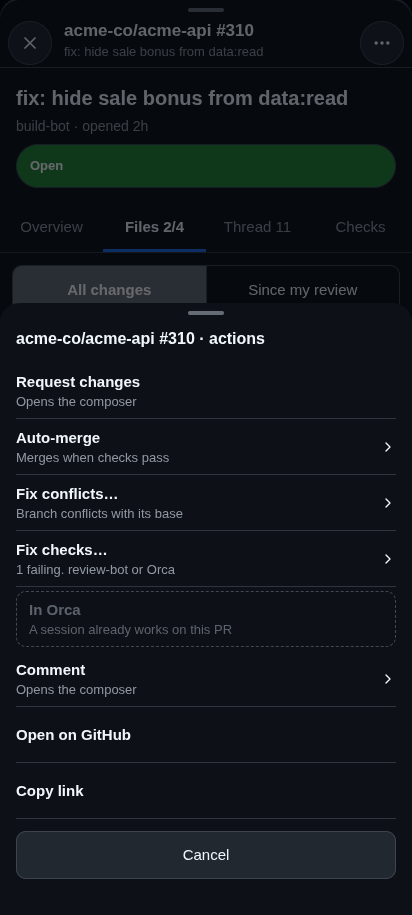 acme-co/acme-api #310
fix: hide sale bonus from data:read
fix: hide sale bonus from data:read
build-bot · opened 2h
Open
Overview
Files 2/4
Thread 11
Checks
All changes
Since my review
acme-co/acme-api #310 · actions
Request changes
Opens the composer
Auto-merge
Merges when checks pass
Fix conflicts…
Branch conflicts with its base
Fix checks…
1 failing. review-bot or Orca
In Orca
A session already works on this PR
Comment
Opens the composer
Open on GitHub
Copy link
Cancel